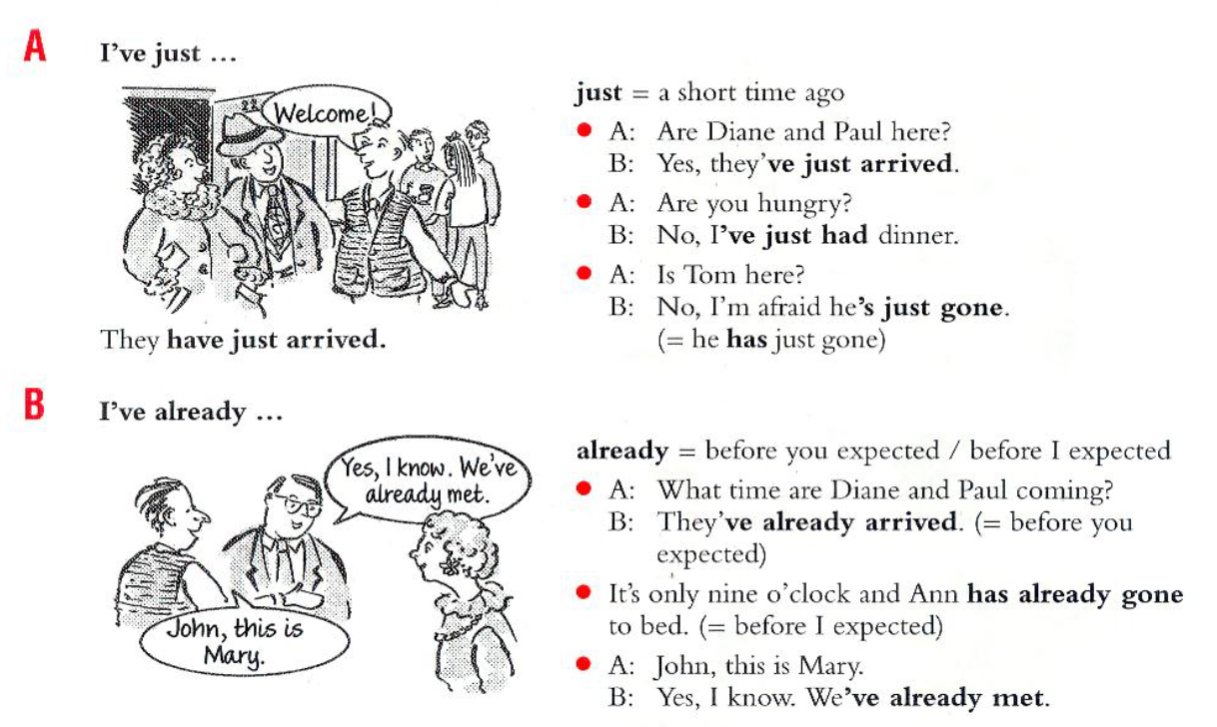 A
I've just ...
22
Welcome!
They have just arrived.
just = a short time ago
• A: Are Diane and Paul here?
B: Yes, they've just arrived.
• A: Are you hungry?
B: No, I've just had dinner.
• A: Is Tom here?
B: No, I'm afraid he's just gone.
(= he has just gone)
B
I've already ...
Yes, I know. We've
already met.
John, this is
Mary.
already = before you expected / before I expected
• A: What time are Diane and Paul coming?
B: They've already arrived. (= before you
expected)
• It's only nine o'clock and Ann has already gone
to bed. (= before I expected)
• A: John, this is Mary.
B: Yes, I know. We've already met.